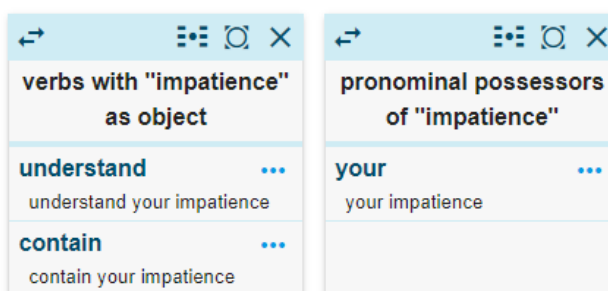 verbs with "impatience"
as object
understand
understand your impatience
contain
contain your impatience
pronominal possessors
of "impatience"
your
your impatience